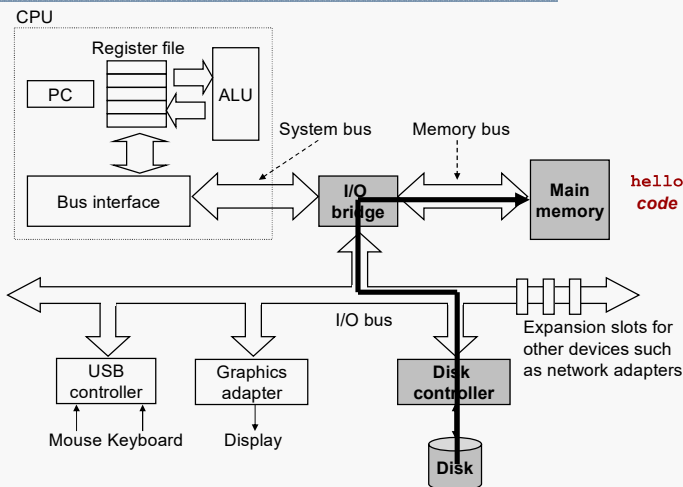 CPU
Register file
PC
ALU
System bus
Memory bus
Bus interface
I/O
bridge
Main
memory
hello
code
I/O bus
Expansion slots for
other devices such
as network adapters
USB
controller
Graphics
adapter
Disk
controller
Mouse Keyboard
Display
Disk